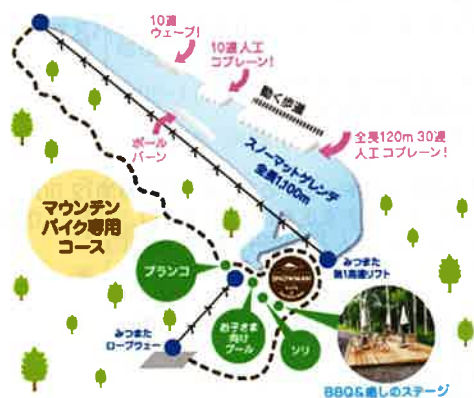 10連
ウェーブ!
10連 人工
コブレーン!
動く歩道
ポール
バーン
全長120m 30連
人工 コブレーン!
スノーマットゲレンデ
全長1,100m
マウンテン
バイク専用
コース
ブランコ
みつまた
第1高速リフト
お子さま
向け
プール
ソリ
みつまた
ロープウェー
BBQ&癒しのステージ